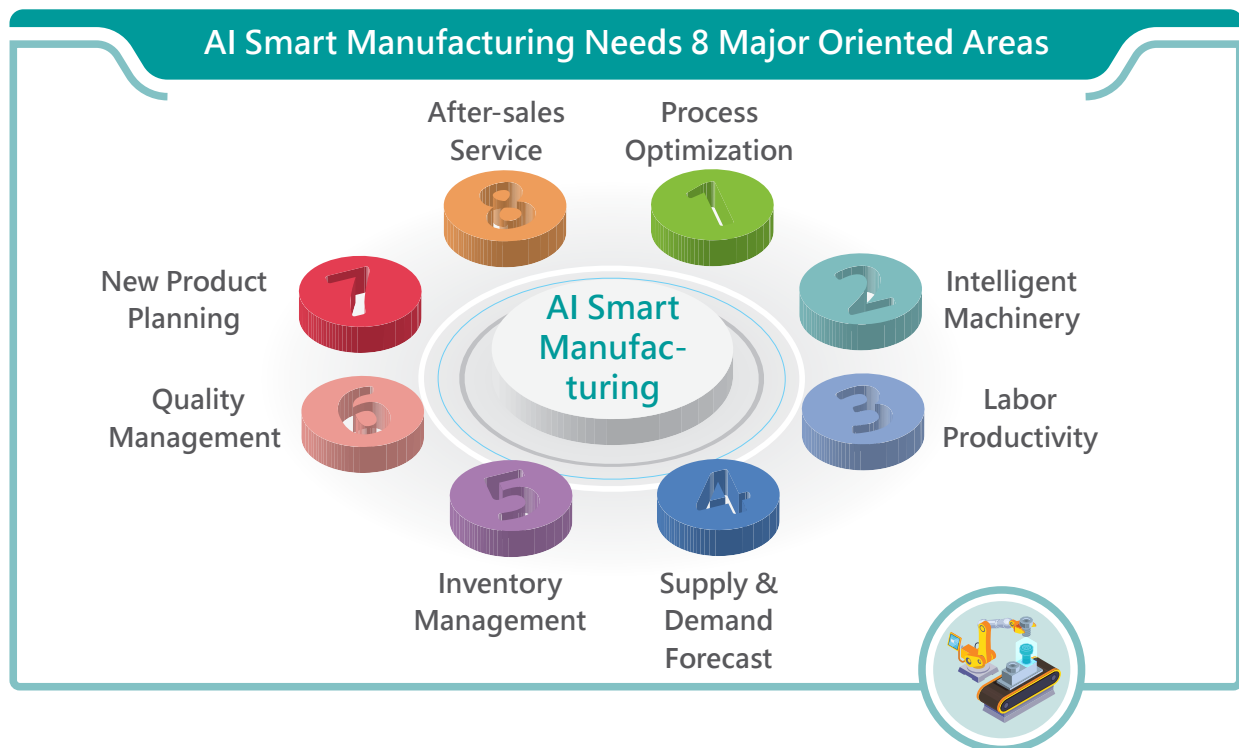 AI Smart Manufacturing Needs 8 Major Oriented Areas
After-sales
Service
8
Process
Optimization
1
Intelligent
Machinery
2
Labor
Productivity
3
Supply &
Demand
Forecast
4
Inventory
Management
5
Quality
Management
6
New Product
Planning
7
AI Smart
Manufac-
turing